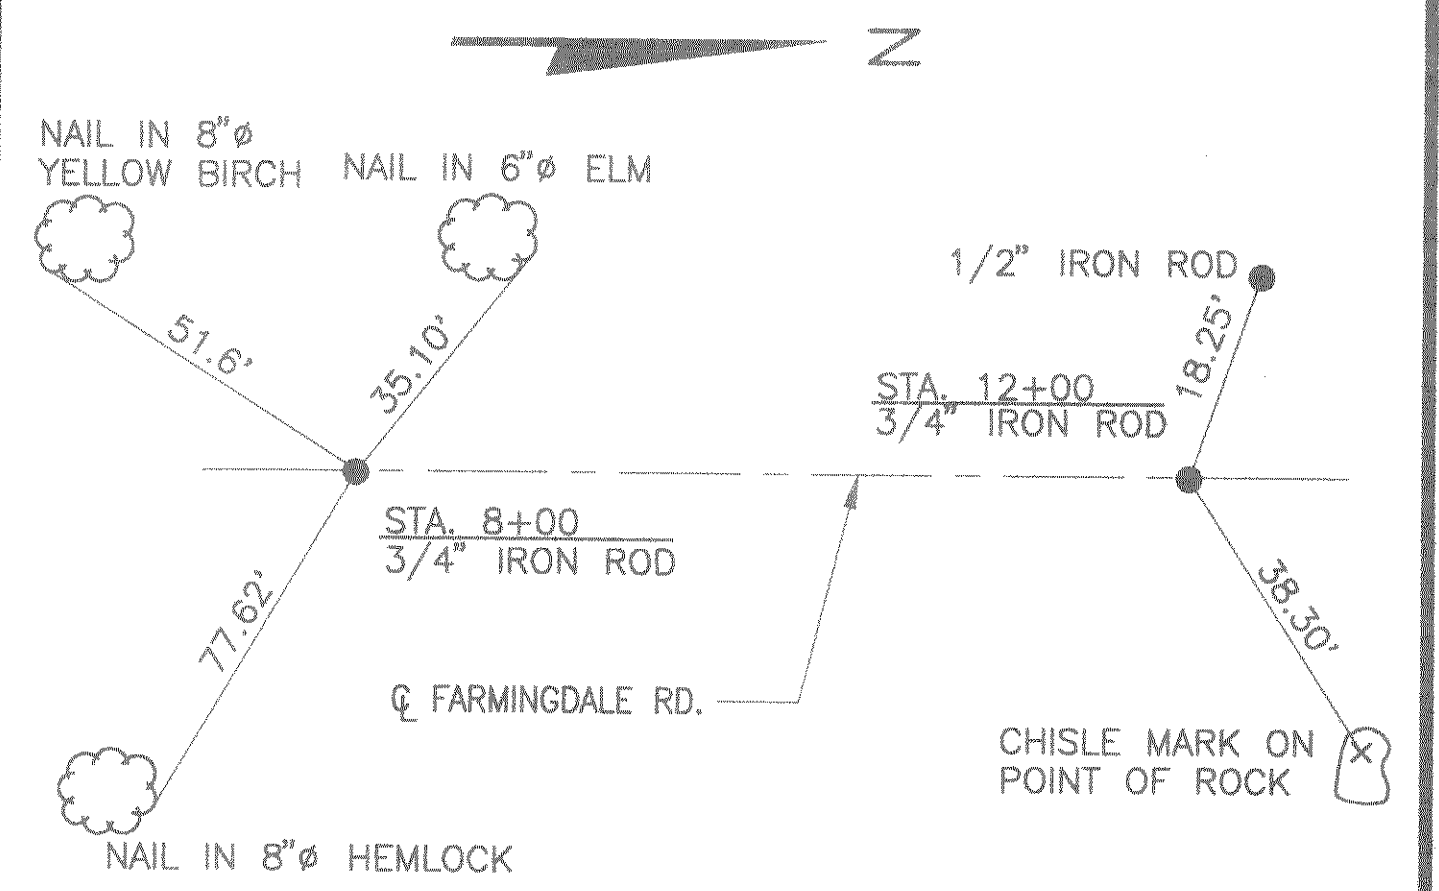 N
NAIL IN 8"ø
YELLOW BIRCH
NAIL IN 6"ø ELM
1/2" IRON ROD
51.6'
35.10'
18.25'
STA. 12+00
3/4" IRON ROD
STA. 8+00
3/4" IRON ROD
77.62'
38.30'
℄ FARMINGDALE RD.
CHISLE MARK ON
POINT OF ROCK
NAIL IN 8"ø HEMLOCK